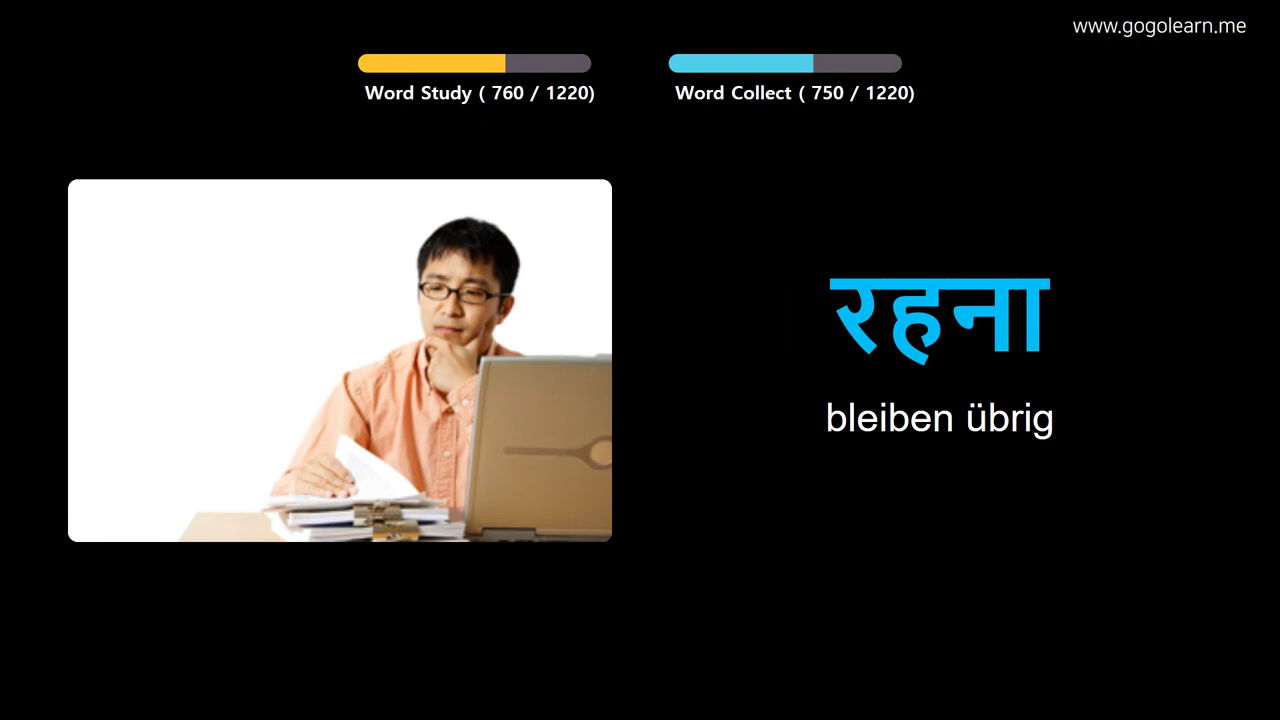 www.gogolearn.me
Word Study ( 760 / 1220)
Word Collect ( 750 / 1220)
रहना
bleiben übrig